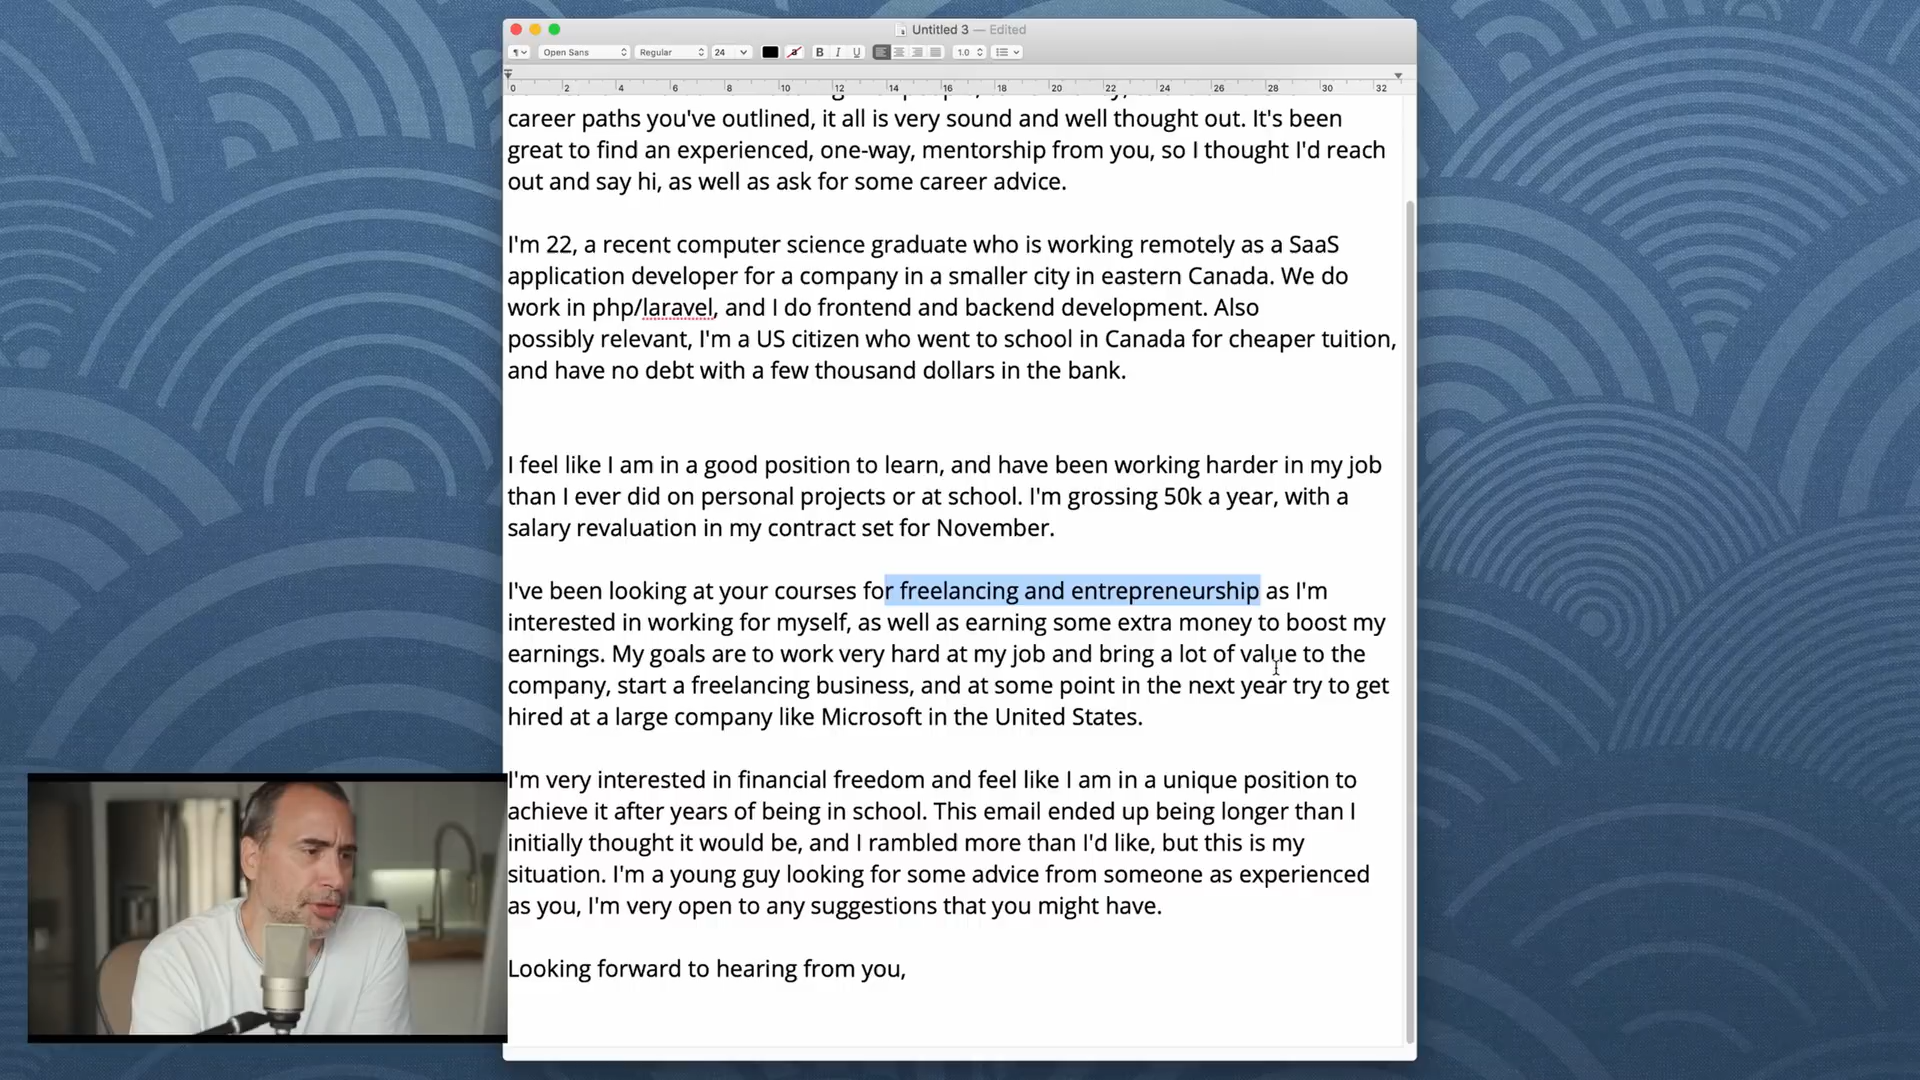 Untitled 3 — Edited
¶ Open Sans Regular 24 a B I U 1.0
0 2 4 6 8 10 12 14 16 18 20 22 24 26 28 30 32
career paths you've outlined, it all is very sound and well thought out. It's been
great to find an experienced, one-way, mentorship from you, so I thought I'd reach
out and say hi, as well as ask for some career advice.
I'm 22, a recent computer science graduate who is working remotely as a SaaS
application developer for a company in a smaller city in eastern Canada. We do
work in php/laravel, and I do frontend and backend development. Also
possibly relevant, I'm a US citizen who went to school in Canada for cheaper tuition,
and have no debt with a few thousand dollars in the bank.
I feel like I am in a good position to learn, and have been working harder in my job
than I ever did on personal projects or at school. I'm grossing 50k a year, with a
salary revaluation in my contract set for November.
I've been looking at your courses for freelancing and entrepreneurship as I'm
interested in working for myself, as well as earning some extra money to boost my
earnings. My goals are to work very hard at my job and bring a lot of value to the
company, start a freelancing business, and at some point in the next year try to get
hired at a large company like Microsoft in the United States.
I'm very interested in financial freedom and feel like I am in a unique position to
achieve it after years of being in school. This email ended up being longer than I
initially thought it would be, and I rambled more than I'd like, but this is my
situation. I'm a young guy looking for some advice from someone as experienced
as you, I'm very open to any suggestions that you might have.
Looking forward to hearing from you,